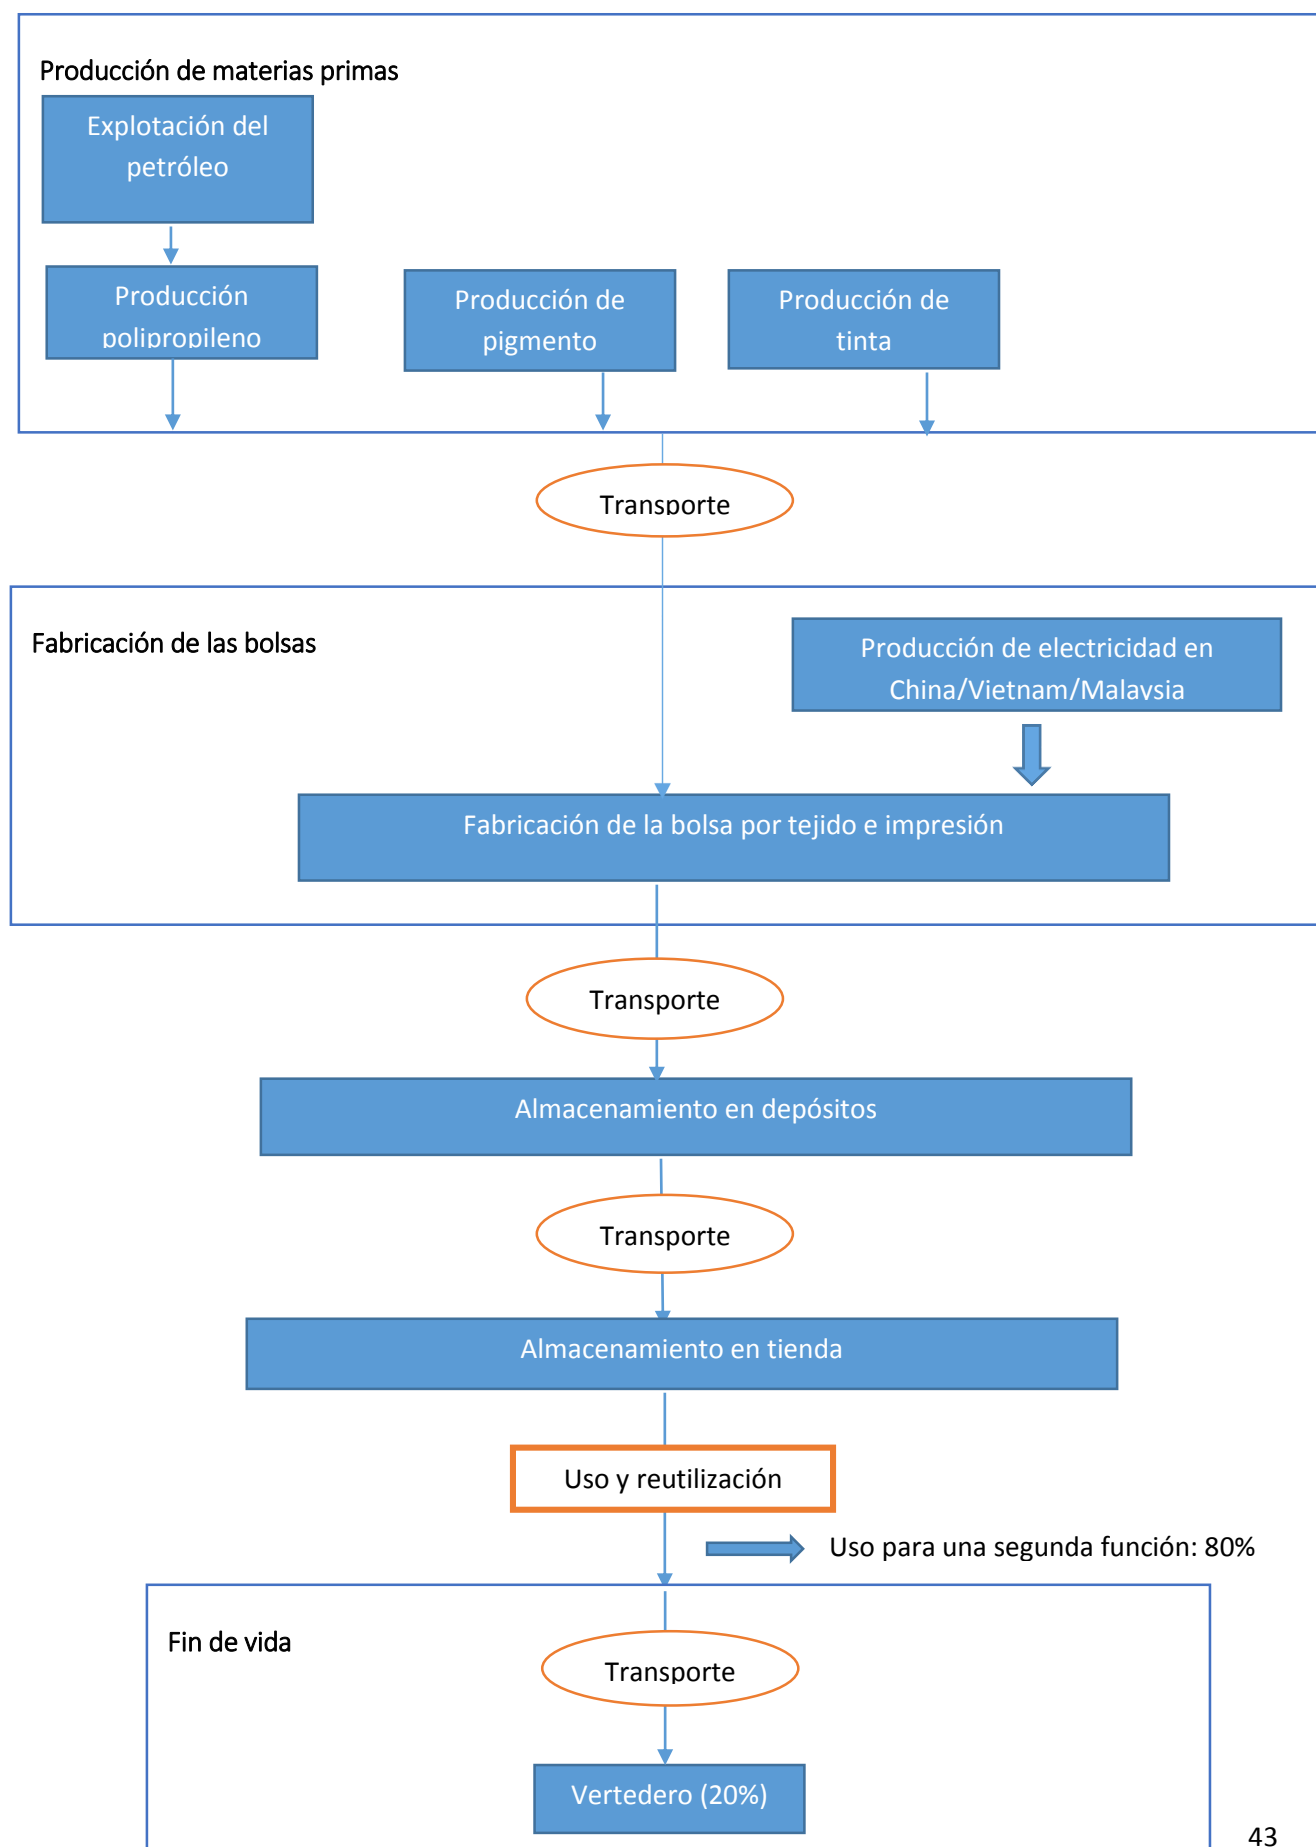 Producción de materias primas
Explotación del
petróleo
Producción
polipropileno
Producción de
pigmento
Producción de
tinta
Transporte
Fabricación de las bolsas
Producción de electricidad en
China/Vietnam/Malaysia
Fabricación de la bolsa por tejido e impresión
Transporte
Almacenamiento en depósitos
Transporte
Almacenamiento en tienda
Uso y reutilización
Uso para una segunda función: 80%
Fin de vida
Transporte
Vertedero (20%)
43